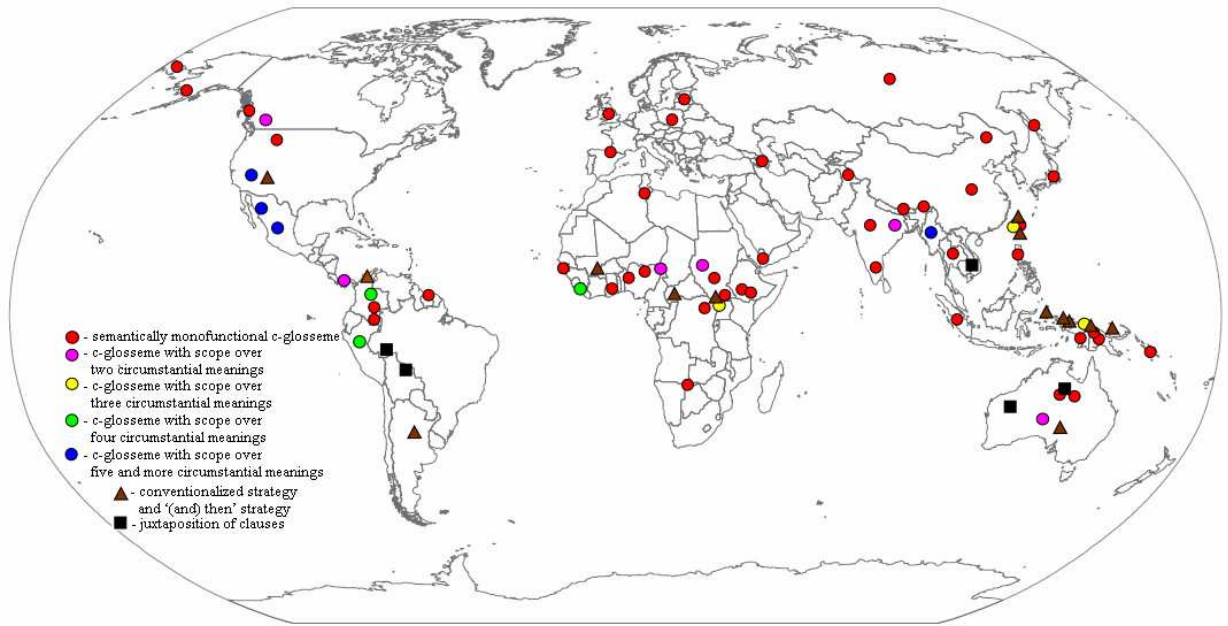 - semantically monofunctional c-glosseme
- c-glosseme with scope over
two circumstantial meanings
- c-glosseme with scope over
three circumstantial meanings
- c-glosseme with scope over
four circumstantial meanings
- c-glosseme with scope over
five and more circumstantial meanings
- conventionalized strategy
and ‘(and) then’ strategy
- juxtaposition of clauses